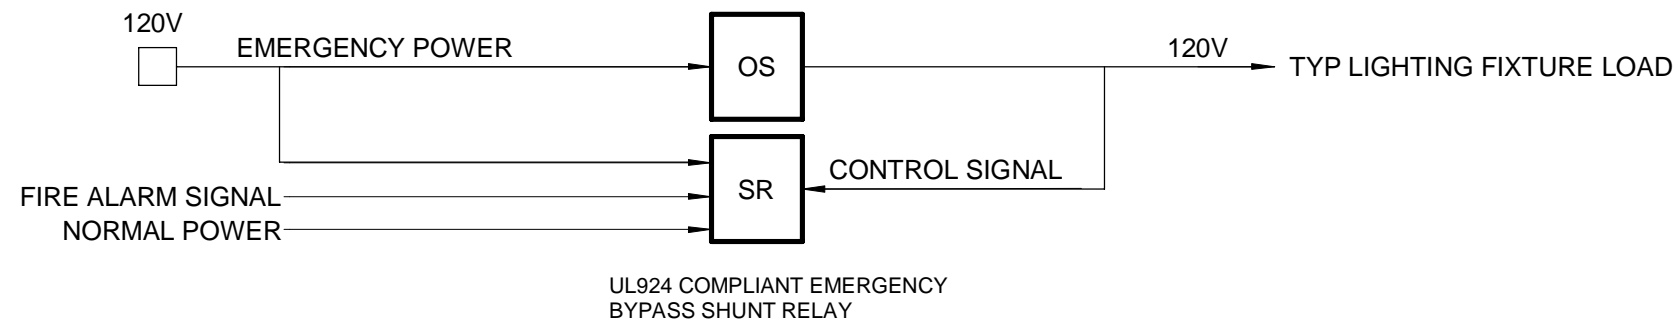 120V
EMERGENCY POWER
OS
120V
TYP LIGHTING FIXTURE LOAD
CONTROL SIGNAL
SR
FIRE ALARM SIGNAL
NORMAL POWER
UL924 COMPLIANT EMERGENCY
BYPASS SHUNT RELAY